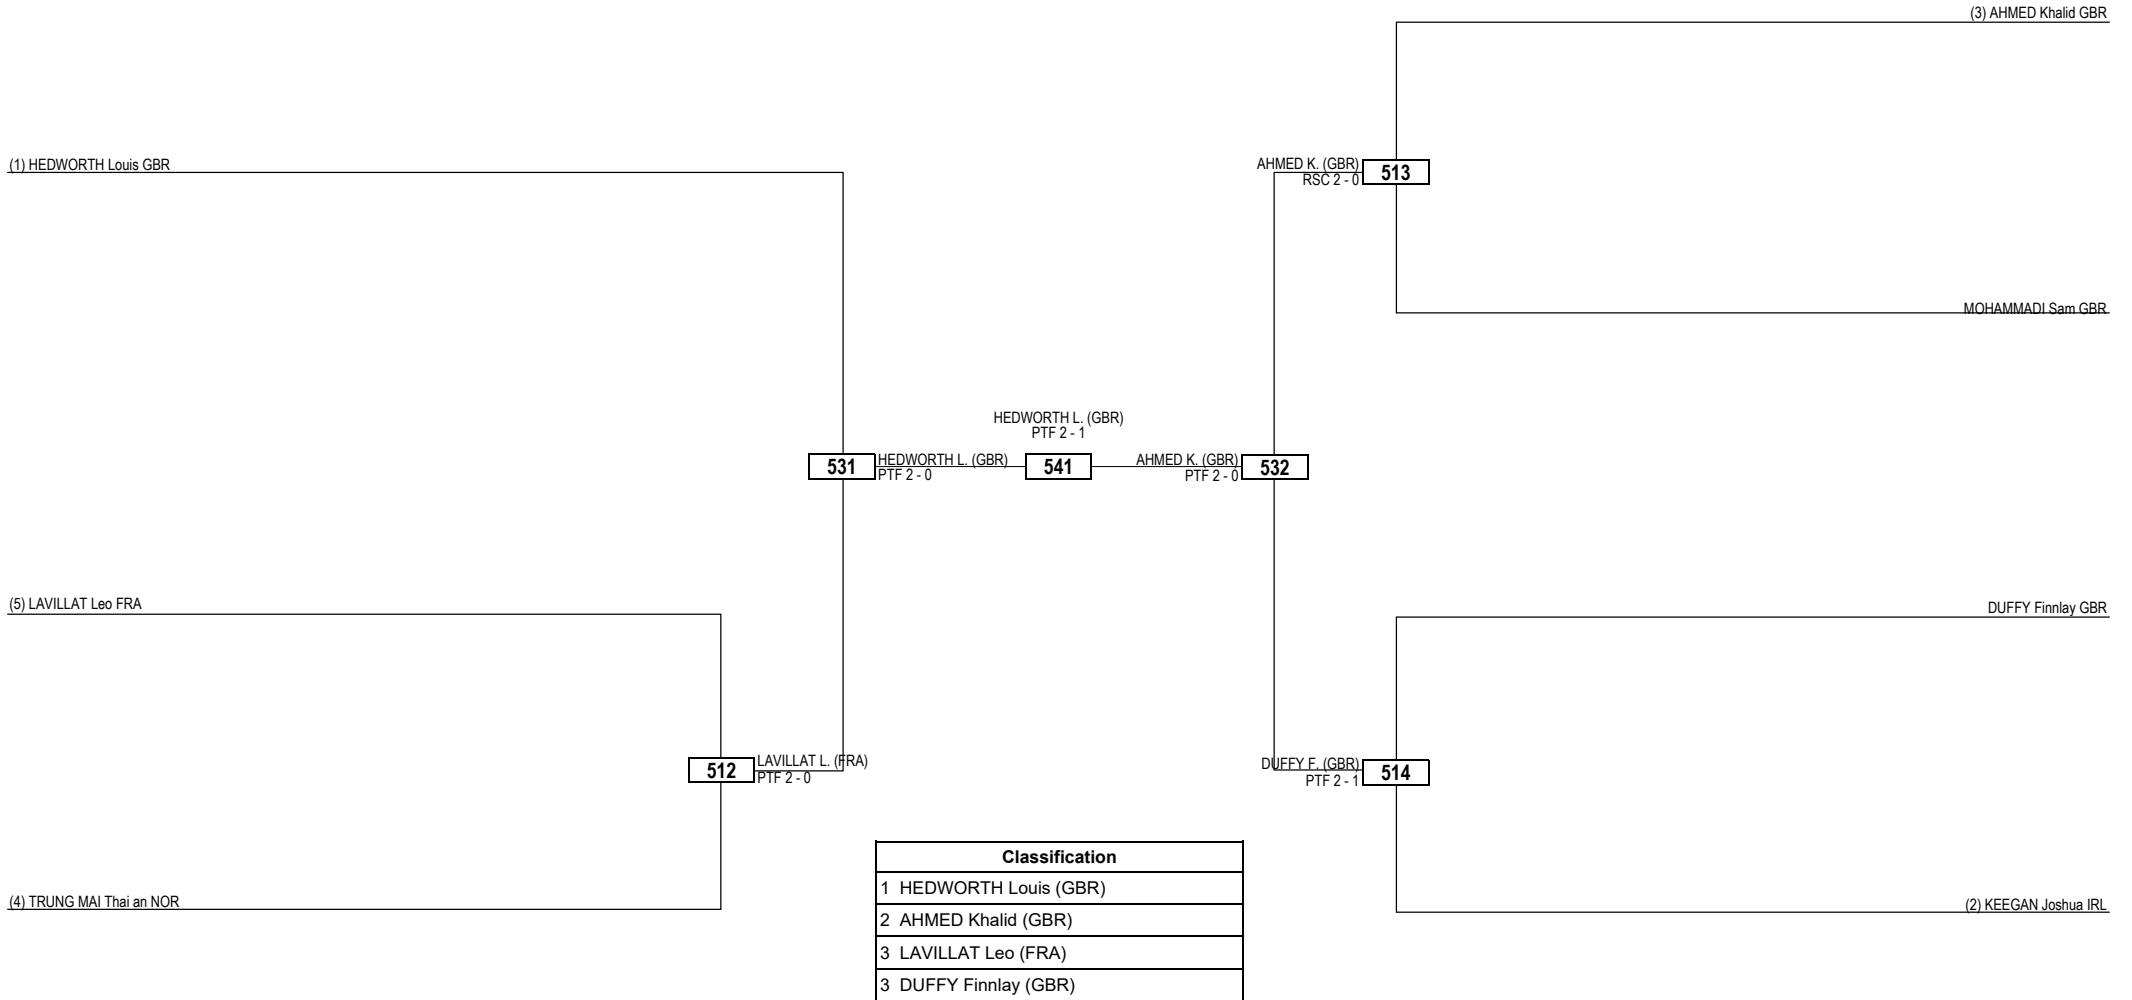 (3) AHMED Khalid GBR
(1) HEDWORTH Louis GBR
AHMED K. (GBR)
RSC 2 - 0
513
MOHAMMADI Sam GBR
HEDWORTH L. (GBR)
PTF 2 - 1
531
HEDWORTH L. (GBR)
PTF 2 - 0
541
AHMED K. (GBR)
PTF 2 - 0
532
(5) LAVILLAT Leo FRA
DUFFY Finnlay GBR
512
LAVILLAT L. (FRA)
PTF 2 - 0
DUFFY F. (GBR)
PTF 2 - 1
514
(4) TRUNG MAI Thai an NOR
(2) KEEGAN Joshua IRL
Classification
1 HEDWORTH Louis (GBR)
2 AHMED Khalid (GBR)
3 LAVILLAT Leo (FRA)
3 DUFFY Finnlay (GBR)